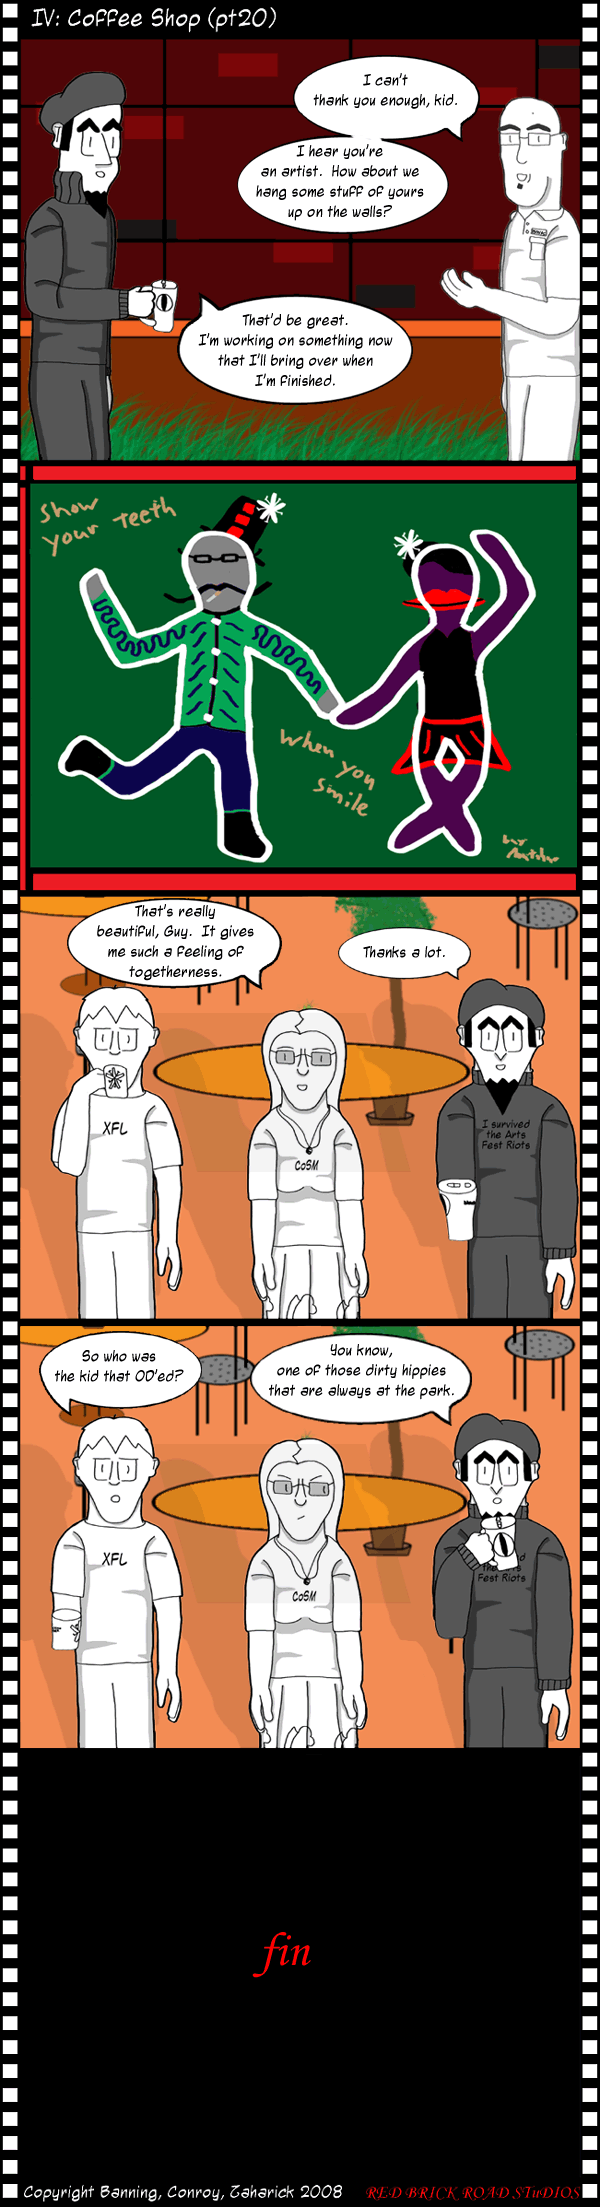 IV: Coffee Shop (pt20)
I can't
thank you enough, kid.
I hear you're
an artist. How about we
hang some stuff of yours
up on the walls?
That'd be great.
I'm working on something now
that I'll bring over when
I'm finished.
Show
your teeth
when you
smile
That's really
beautiful, Guy. It gives
me such a feeling of
togetherness.
Thanks a lot.
XFL
CoSM
I survived
the Arts
Fest Riots
So who was
the kid that OD'ed?
You know,
one of those dirty hippies
that are always at the park.
XFL
CoSM
Fest Riots
fin
Copyright Banning, Conroy, Zaharick 2008
RED BRICK ROAD STuDIOS